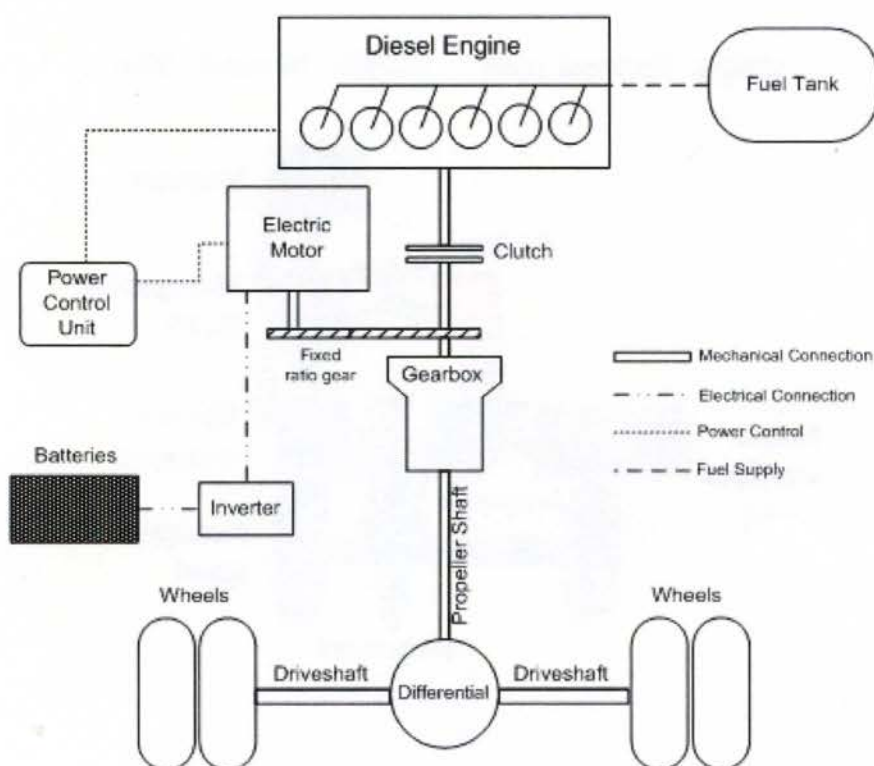 Diesel Engine
Fuel Tank
Electric
Motor
Clutch
Power
Control
Unit
Fixed
ratio gear
Gearbox
Mechanical Connection
Electrical Connection
Power Control
Fuel Supply
Batteries
Inverter
Propeller Shaft
Wheels
Wheels
Driveshaft
Differential
Driveshaft